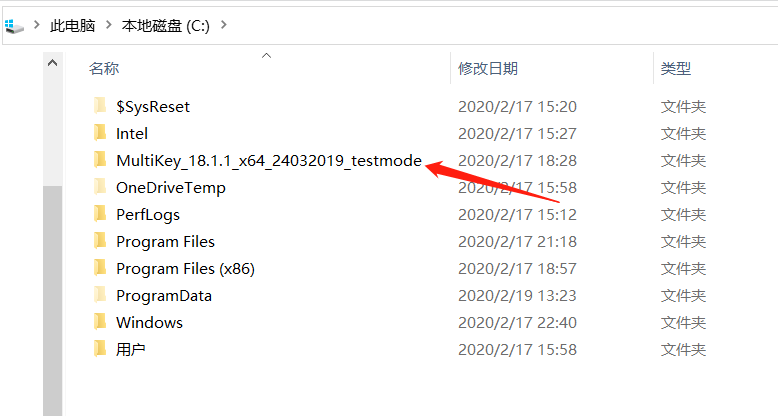 此电脑 本地磁盘 (C:)
名称 修改日期 类型
$SysReset 2020/2/17 15:20 文件夹
Intel 2020/2/17 15:27 文件夹
MultiKey_18.1.1_x64_24032019_testmode 2020/2/17 18:28 文件夹
OneDriveTemp 2020/2/17 15:58 文件夹
PerfLogs 2020/2/17 15:12 文件夹
Program Files 2020/2/17 21:18 文件夹
Program Files (x86) 2020/2/17 18:57 文件夹
ProgramData 2020/2/19 13:23 文件夹
Windows 2020/2/17 22:40 文件夹
用户 2020/2/17 15:58 文件夹